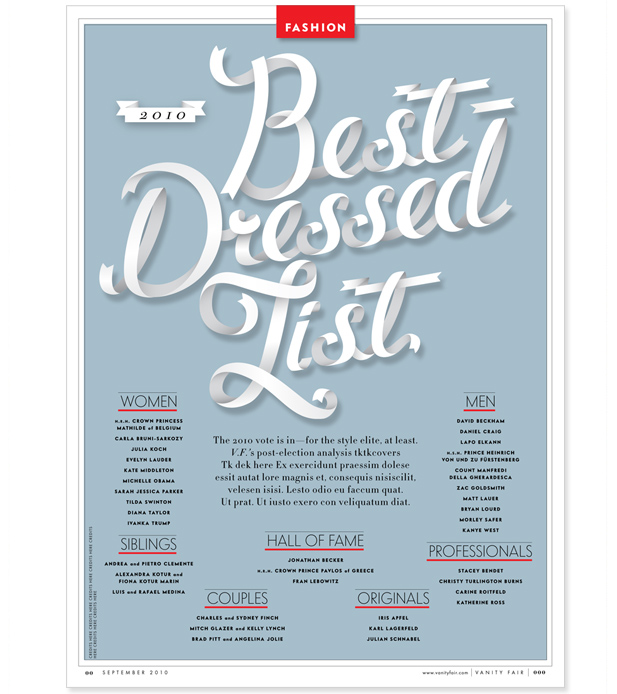 FASHION
2010
Best
Dressed
List
WOMEN
H.R.H. CROWN PRINCESS
MATHILDE of BELGIUM
CARLA BRUNI-SARKOZY
JULIA KOCH
EVELYN LAUDER
KATE MIDDLETON
MICHELLE OBAMA
SARAH JESSICA PARKER
TILDA SWINTON
DIANA TAYLOR
IVANKA TRUMP
SIBLINGS
ANDREA and PIETRO CLEMENTE
ALEXANDRA KOTUR and
FIONA KOTUR MARIN
LUIS and RAFAEL MEDINA
The 2010 vote is in—for the style elite, at least.
V.F.'s post-election analysis tktkcovers
Tk dek here Ex exercidunt praessim dolese
essit autat lore magnis et, consequis nisiscilit,
velesen isisi. Lesto odio eu faccum quat.
Ut prat. Ut iusto exero con veliquatum diat.
HALL OF FAME
JONATHAN BECKER
H.R.H. CROWN PRINCE PAVLOS of GREECE
FRAN LEBOWITZ
COUPLES
CHARLES and SYDNEY FINCH
MITCH GLAZER and KELLY LYNCH
BRAD PITT and ANGELINA JOLIE
ORIGINALS
IRIS APFEL
KARL LAGERFELD
JULIAN SCHNABEL
MEN
DAVID BECKHAM
DANIEL CRAIG
LAPO ELKANN
H.S.H. PRINCE HEINRICH
VON UND ZU FÜRSTENBERG
COUNT MANFREDI
DELLA GHERARDESCA
ZAC GOLDSMITH
MATT LAUER
BRYAN LOURD
MORLEY SAFER
KANYE WEST
PROFESSIONALS
STACEY BENDET
CHRISTY TURLINGTON BURNS
CARINE ROITFELD
KATHERINE ROSS
CREDITS HERE CREDITS HERE CREDITS HERE CREDITS HERE
HERE CREDITS HERE CREDITS HERE
00 SEPTEMBER 2010
www.vanityfair.com | VANITY FAIR | 000